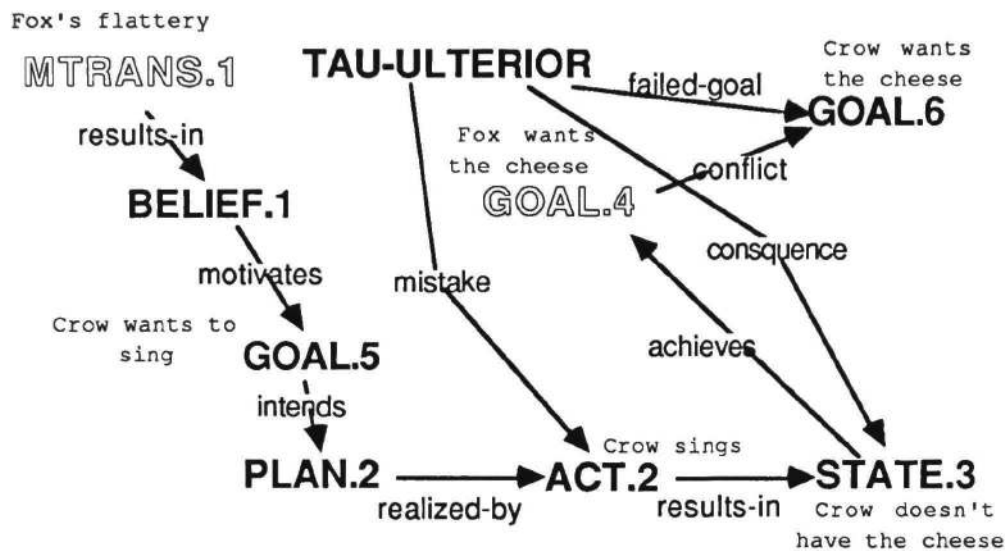 Fox's flattery
MTRANS.1
TAU-ULTERIOR
Crow wants
the cheese
GOAL.6
failed-goal
results-in
Fox wants
the cheese
GOAL.4
conflict
BELIEF.1
motivates
mistake
consquence
Crow wants to
sing
GOAL.5
achieves
intends
PLAN.2
realized-by
Crow sings
ACT.2
results-in
STATE.3
Crow doesn't
have the cheese